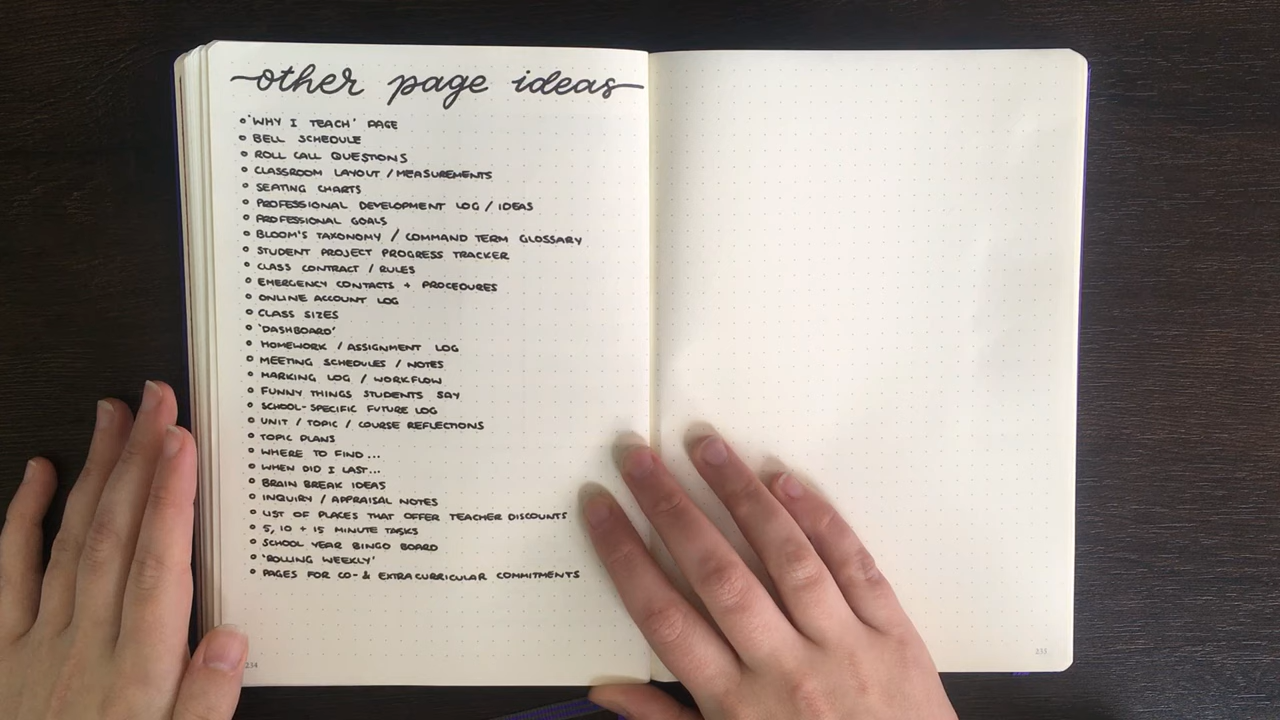 other page ideas
'WHY I TEACH' PAGE
BELL SCHEDULE
ROLL CALL QUESTIONS
CLASSROOM LAYOUT / MEASUREMENTS
SEATING CHARTS
PROFESSIONAL DEVELOPMENT LOG / IDEAS
PROFESSIONAL GOALS
BLOOM'S TAXONOMY / COMMAND TERM GLOSSARY
STUDENT PROJECT PROGRESS TRACKER
CLASS CONTRACT / RULES
EMERGENCY CONTACTS + PROCEDURES
ONLINE ACCOUNT LOG
CLASS SIZES
'DASHBOARD'
HOMEWORK / ASSIGNMENT LOG
MEETING SCHEDULES / NOTES
MARKING LOG / WORKFLOW
FUNNY THINGS STUDENTS SAY
SCHOOL-SPECIFIC FUTURE LOG
UNIT / TOPIC / COURSE REFLECTIONS
TOPIC PLANS
WHERE TO FIND...
WHEN DID I LAST...
BRAIN BREAK IDEAS
INQUIRY / APPRAISAL NOTES
LIST OF PLACES THAT OFFER TEACHER DISCOUNTS
5, 10 + 15 MINUTE TASKS
SCHOOL YEAR BINGO BOARD
'ROLLING WEEKLY'
PAGES FOR CO- & EXTRACURRICULAR COMMITMENTS
234
235